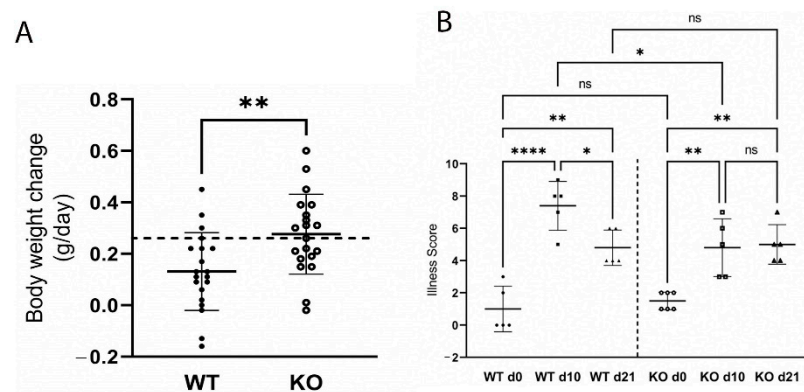 A
Body weight change
(g/day)
0.8
0.6
0.4
0.2
0.0
−0.2
**
WT
KO
B
Illness Score
10
8
6
4
2
0
−2
ns
*
ns
**
**
****
*
**
ns
WT d0
WT d10
WT d21
KO d0
KO d10
KO d21